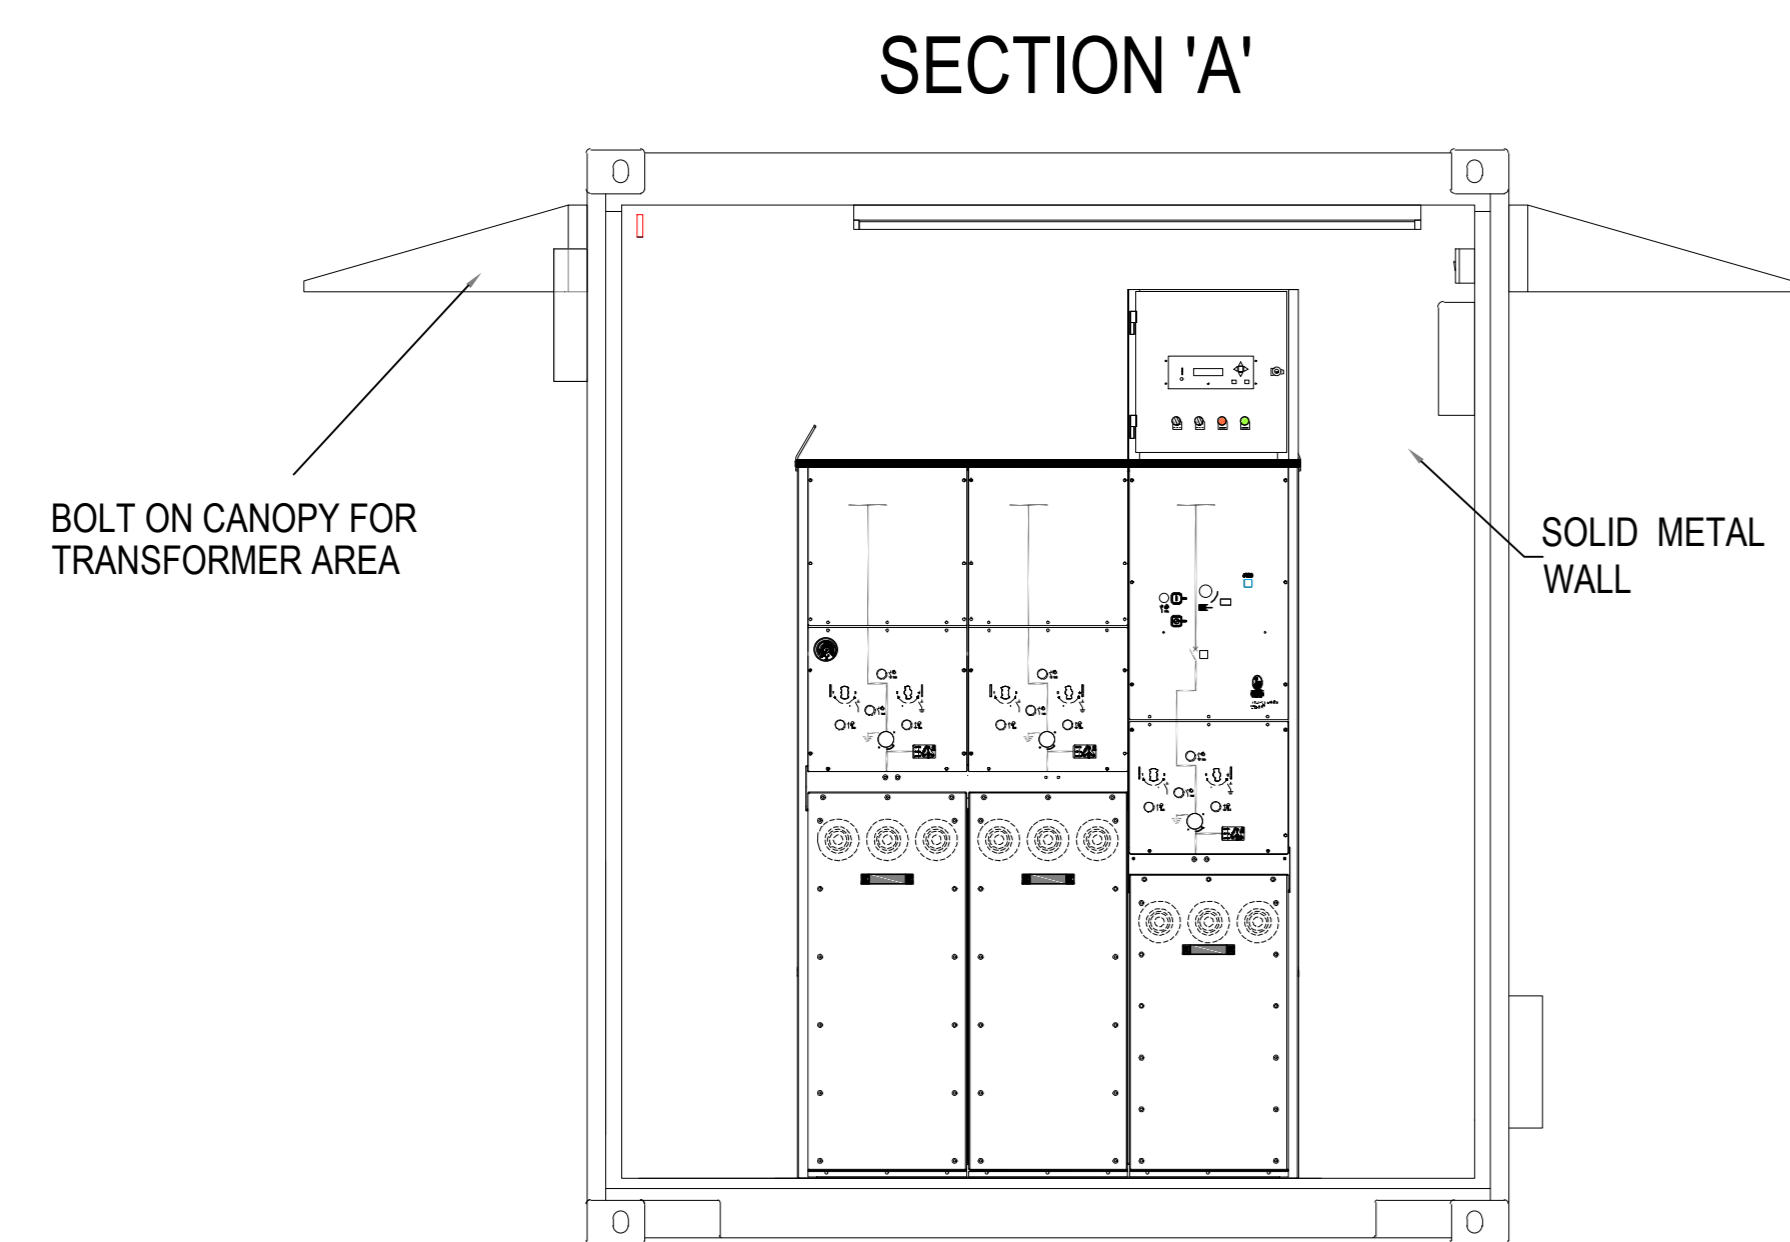 SECTION 'A'
BOLT ON CANOPY FOR
TRANSFORMER AREA
SOLID METAL
WALL